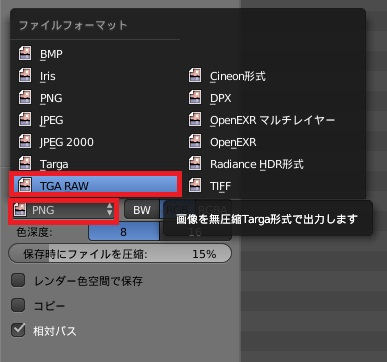 ファイルフォーマット
BMP
Iris
PNG
JPEG
JPEG 2000
Targa
TGA RAW
Cineon形式
DPX
OpenEXR マルチレイヤー
OpenEXR
Radiance HDR形式
TIFF
PNG BW
画像を無圧縮Targa形式で出力します
色深度: 8 16
保存時にファイルを圧縮: 15%
レンダー色空間で保存
コピー
相対パス